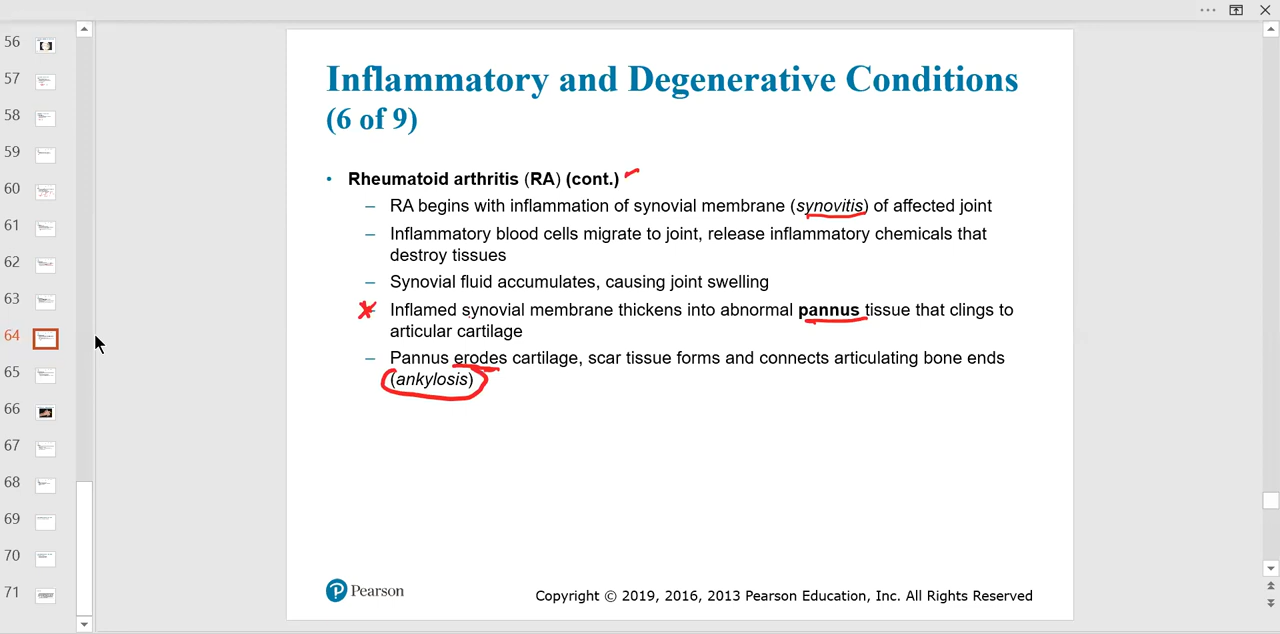 56
57
58
59
60
61
62
63
64
65
66
67
68
69
70
71
Inflammatory and Degenerative Conditions
(6 of 9)
• Rheumatoid arthritis (RA) (cont.)
– RA begins with inflammation of synovial membrane (synovitis) of affected joint
– Inflammatory blood cells migrate to joint, release inflammatory chemicals that
destroy tissues
– Synovial fluid accumulates, causing joint swelling
Inflamed synovial membrane thickens into abnormal pannus tissue that clings to
articular cartilage
– Pannus erodes cartilage, scar tissue forms and connects articulating bone ends
(ankylosis)
P Pearson
Copyright © 2019, 2016, 2013 Pearson Education, Inc. All Rights Reserved